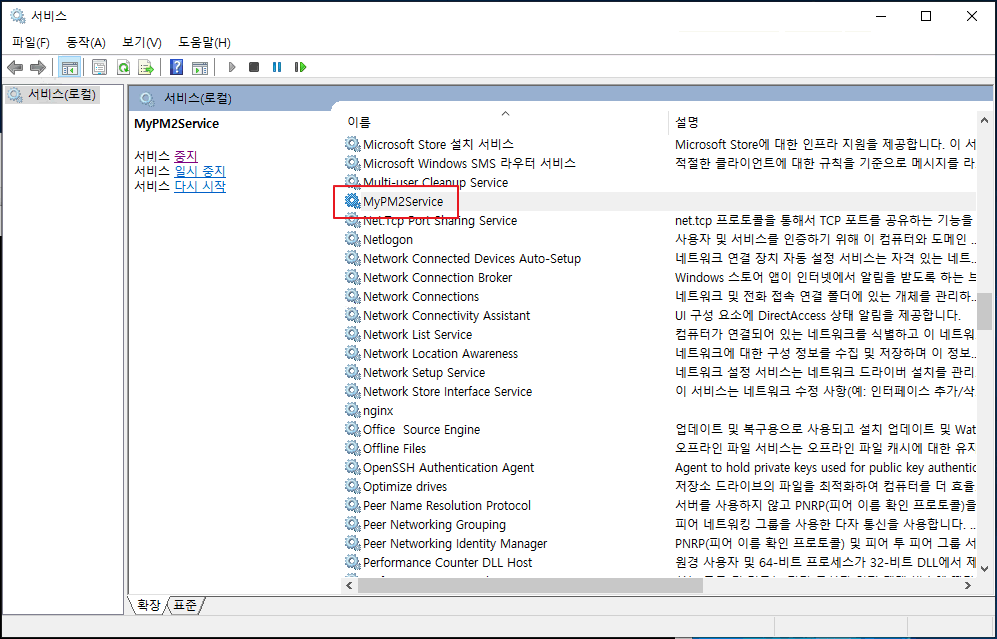 서비스
파일(F) 동작(A) 보기(V) 도움말(H)
서비스(로컬)
서비스(로컬)
MyPM2Service
서비스 중지
서비스 일시 중지
서비스 다시 시작
이름 설명
Microsoft Store 설치 서비스 Microsoft Store에 대한 인프라 지원을 제공합니다. 이 서
Microsoft Windows SMS 라우터 서비스 적절한 클라이언트에 대한 규칙을 기준으로 메시지를 라
Multi-user Cleanup Service
MyPM2Service
Net.Tcp Port Sharing Service net.tcp 프로토콜을 통해서 TCP 포트를 공유하는 기능을
Netlogon 사용자 및 서비스를 인증하기 위해 이 컴퓨터와 도메인 ...
Network Connected Devices Auto-Setup 네트워크 연결 장치 자동 설정 서비스는 자격 있는 네트...
Network Connection Broker Windows 스토어 앱이 인터넷에서 알림을 받도록 하는
Network Connections 네트워크 및 전화 접속 연결 폴더에 있는 개체를 관리하...
Network Connectivity Assistant UI 구성 요소에 DirectAccess 상태 알림을 제공합니다.
Network List Service 컴퓨터가 연결되어 있는 네트워크를 식별하고 이 네트워
Network Location Awareness 네트워크에 대한 구성 정보를 수집 및 저장하며 이 정보...
Network Setup Service 네트워크 설정 서비스는 네트워크 드라이버 설치를 관리
Network Store Interface Service 이 서비스는 네트워크 수정 사항(예: 인터페이스 추가/삭
nginx
Office  Source Engine 업데이트 및 복구용으로 사용되고 설치 업데이트 및 Wat
Offline Files 오프라인 파일 서비스는 오프라인 파일 캐시에 대한 유지
OpenSSH Authentication Agent Agent to hold private keys used for public key authentic
Optimize drives 저장소 드라이브의 파일을 최적화하여 컴퓨터를 더 효율
Peer Name Resolution Protocol 서버를 사용하지 않고 PNRP(피어 이름 확인 프로토콜)을
Peer Networking Grouping 피어 네트워킹 그룹을 사용한 다자 통신을 사용합니다. ...
Peer Networking Identity Manager PNRP(피어 이름 확인 프로토콜) 및 피어 투 피어 그룹 서
Performance Counter DLL Host 원경 사용자 및 64-비트 프로세스가 32-비트 DLL에서 제
확장 표준